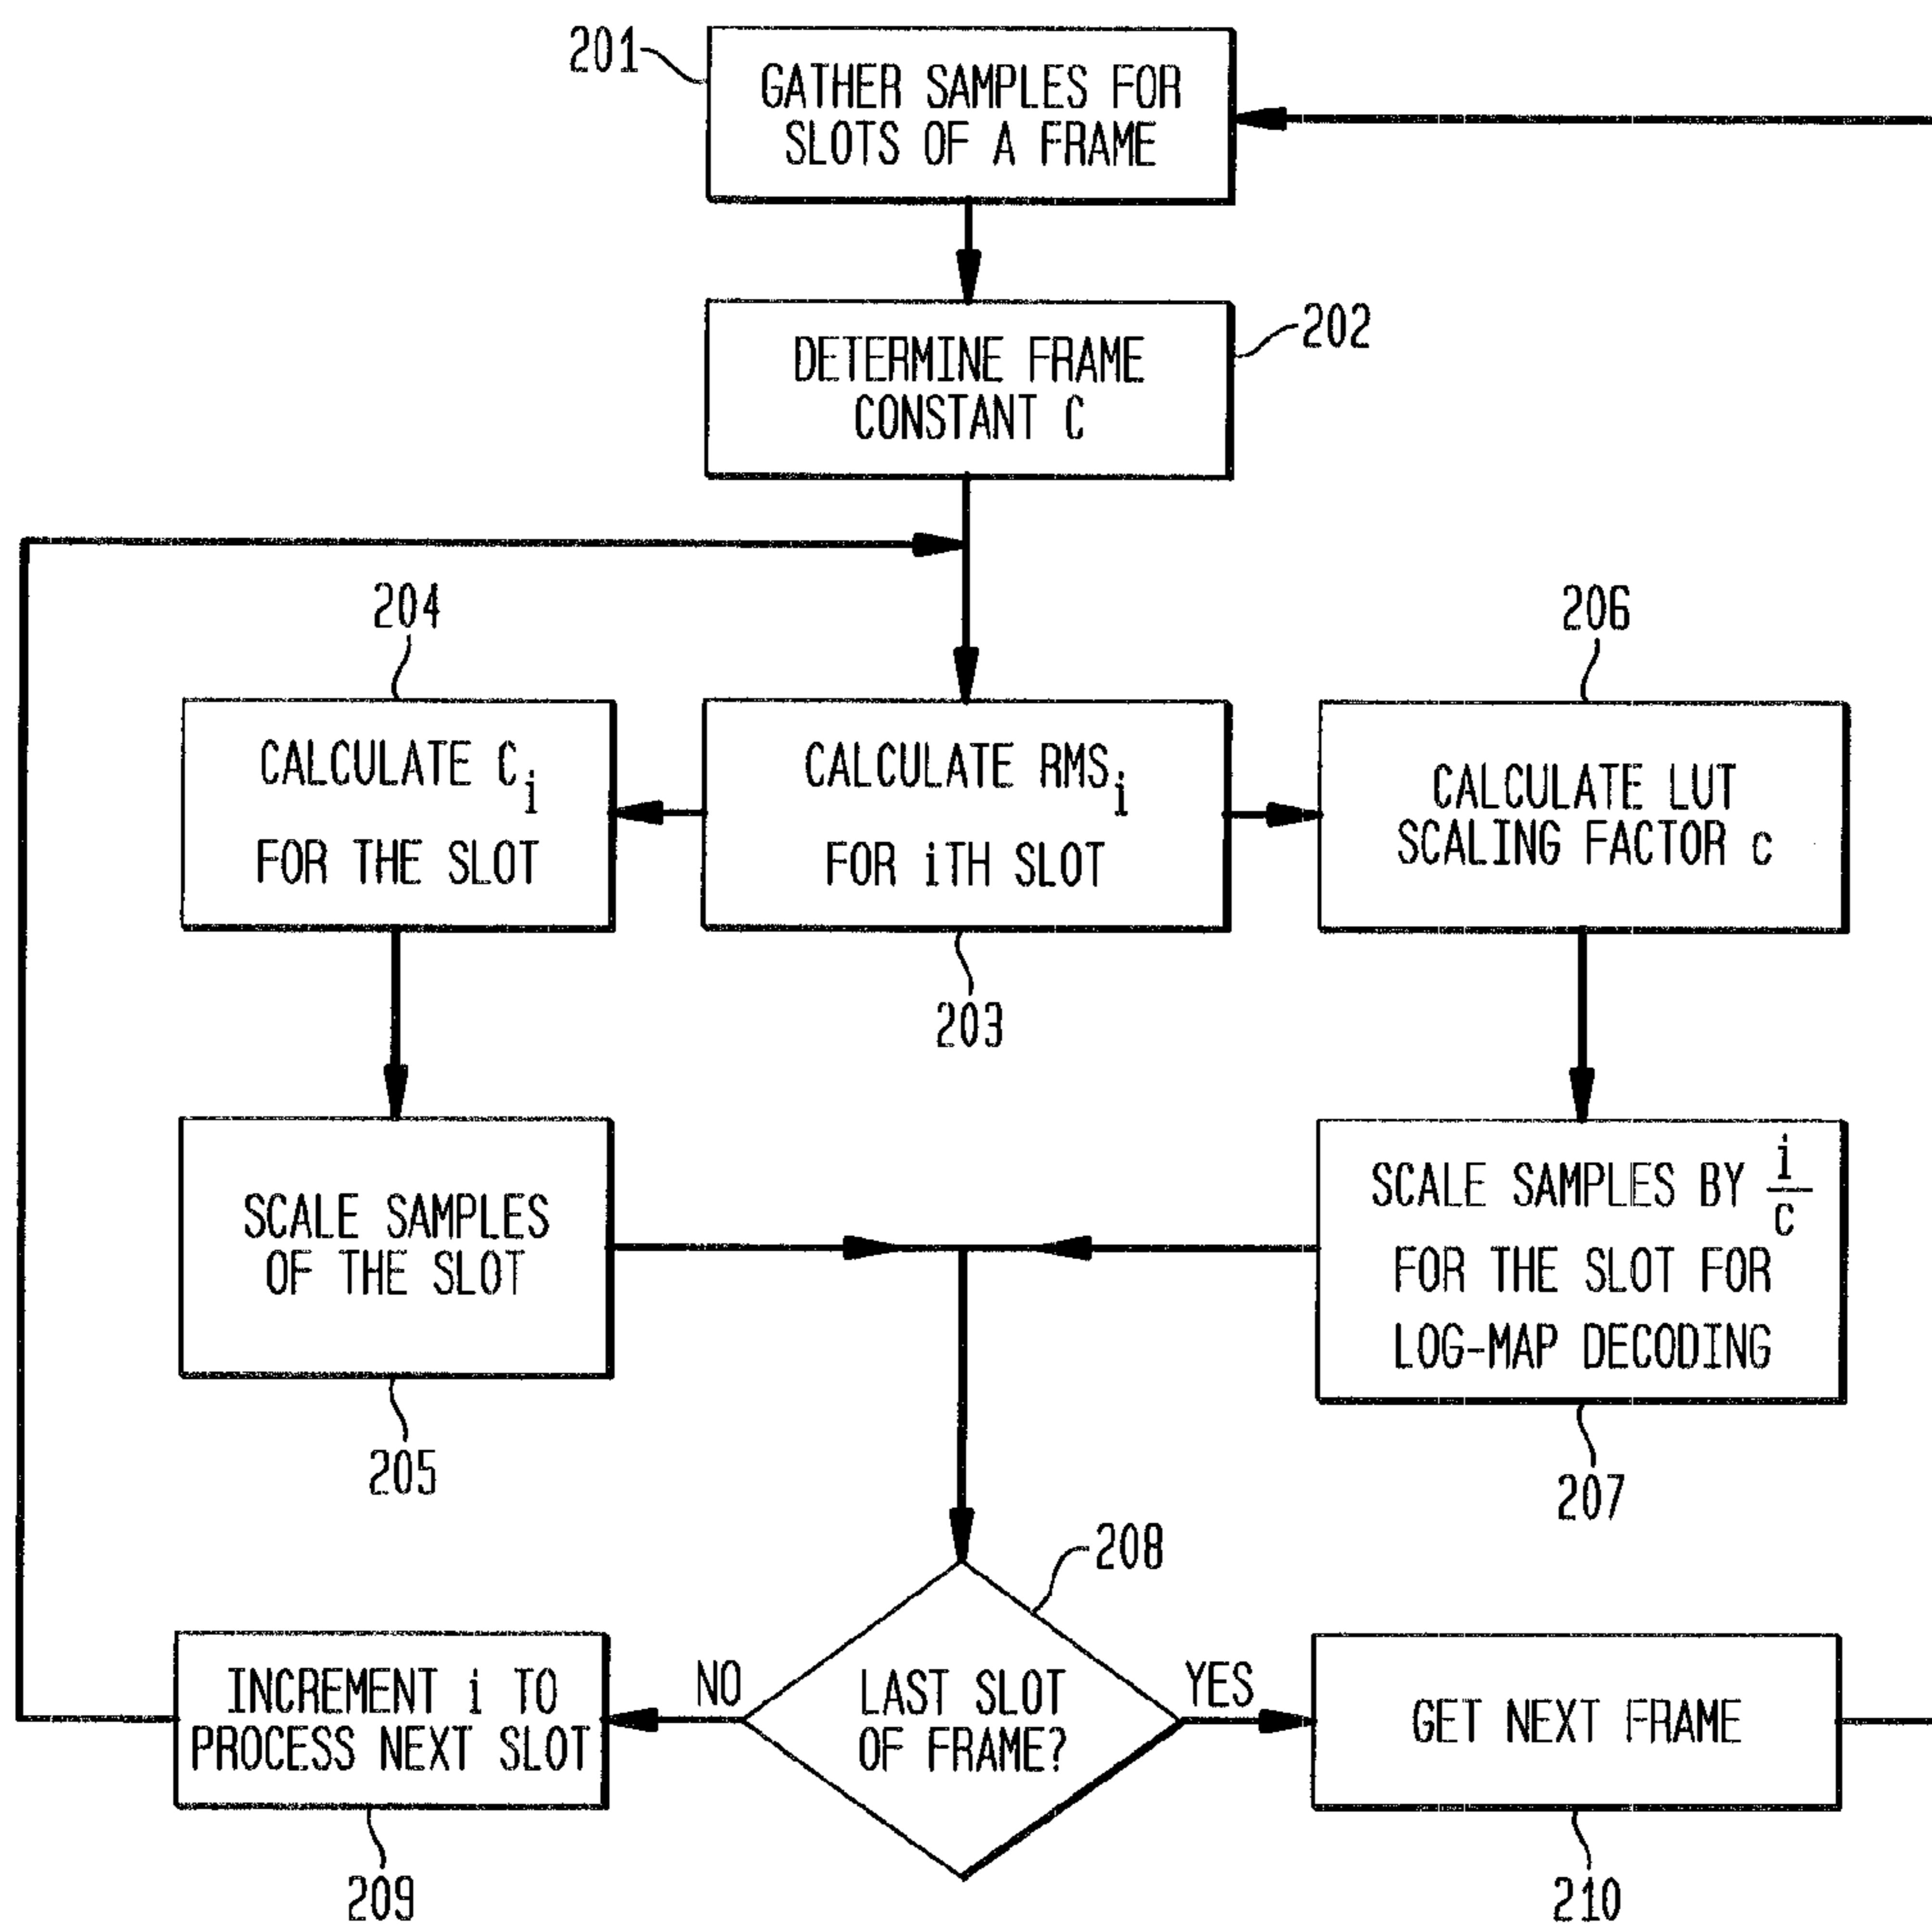 201
GATHER SAMPLES FOR
SLOTS OF A FRAME
202
DETERMINE FRAME
CONSTANT C
204
CALCULATE Ci
FOR THE SLOT
203
CALCULATE RMSi
FOR iTH SLOT
206
CALCULATE LUT
SCALING FACTOR c
205
SCALE SAMPLES
OF THE SLOT
207
SCALE SAMPLES BY i/c
FOR THE SLOT FOR
LOG-MAP DECODING
208
LAST SLOT
OF FRAME?
NO
YES
209
INCREMENT i TO
PROCESS NEXT SLOT
210
GET NEXT FRAME